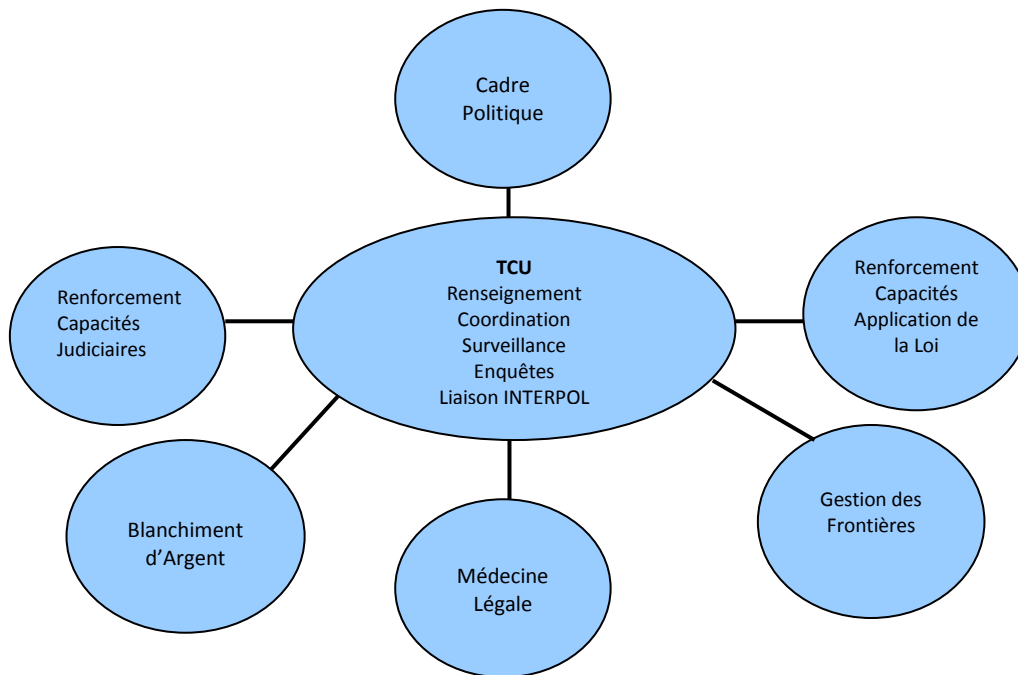 Cadre
Politique
TCU
Renseignement
Coordination
Surveillance
Enquêtes
Liaison INTERPOL
Renforcement
Capacités
Judiciaires
Renforcement
Capacités
Application de
la Loi
Blanchiment
d’Argent
Médecine
Légale
Gestion des
Frontières